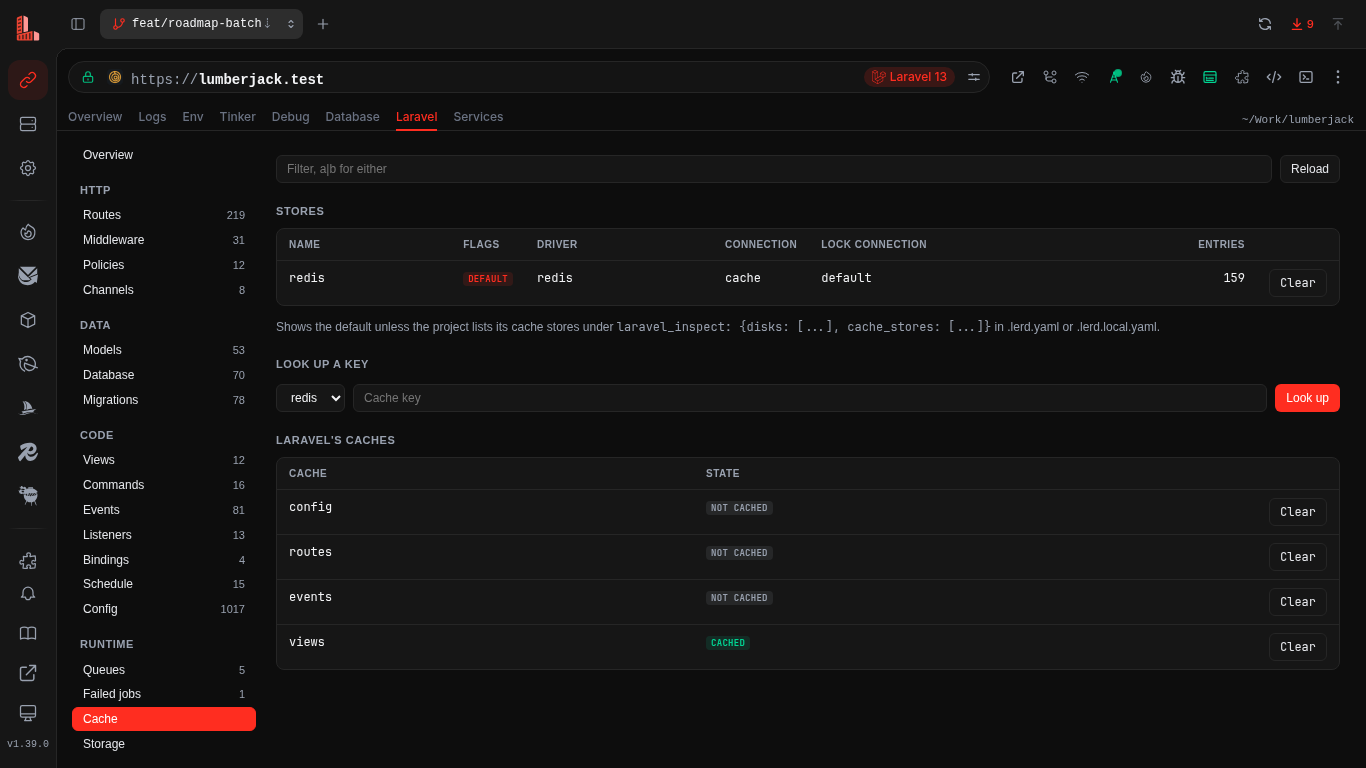 feat/roadmap-batch↓
9
https://lumberjack.test
Laravel 13
Overview Logs Env Tinker Debug Database Laravel Services
~/Work/lumberjack
Overview
HTTP
Routes 219
Middleware 31
Policies 12
Channels 8
DATA
Models 53
Database 70
Migrations 78
CODE
Views 12
Commands 16
Events 81
Listeners 13
Bindings 4
Schedule 15
Config 1017
RUNTIME
Queues 5
Failed jobs 1
Cache
Storage
v1.39.0
Filter, a|b for either
Reload
STORES
NAME FLAGS DRIVER CONNECTION LOCK CONNECTION ENTRIES
redis DEFAULT redis cache default 159 Clear
Shows the default unless the project lists its cache stores under laravel_inspect: {disks: [...], cache_stores: [...]} in .lerd.yaml or .lerd.local.yaml.
LOOK UP A KEY
redis Cache key Look up
LARAVEL'S CACHES
CACHE STATE
config NOT CACHED Clear
routes NOT CACHED Clear
events NOT CACHED Clear
views CACHED Clear